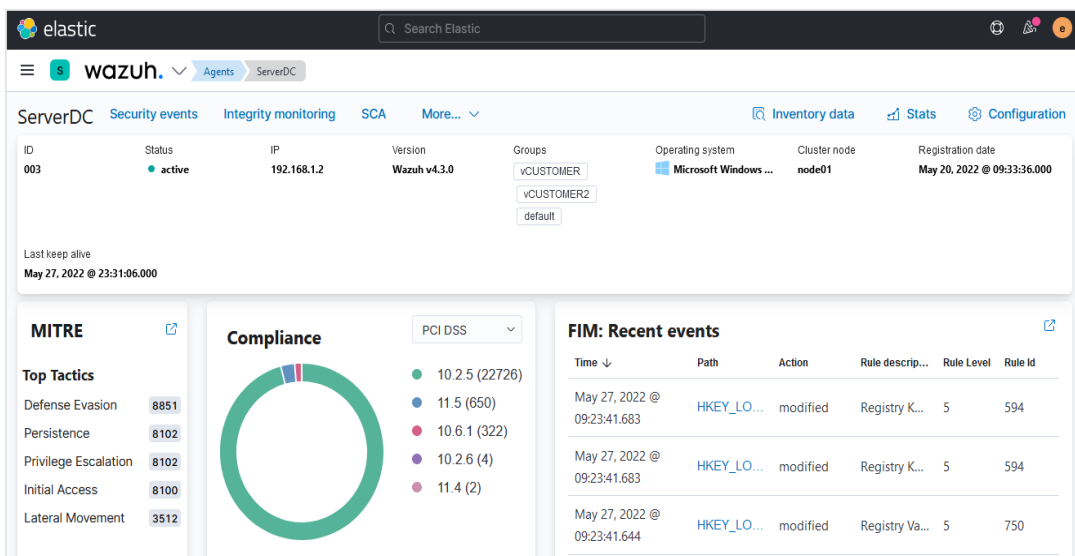 elastic
Search Elastic
e
S wazuh. Agents ServerDC
ServerDC Security events Integrity monitoring SCA More... Inventory data Stats Configuration
ID Status IP Version Groups Operating system Cluster node Registration date
003 active 192.168.1.2 Wazuh v4.3.0 vCUSTOMER Microsoft Windows ... node01 May 20, 2022 @ 09:33:36.000
vCUSTOMER2
default
Last keep alive
May 27, 2022 @ 23:31:06.000
MITRE
Top Tactics
Defense Evasion 8851
Persistence 8102
Privilege Escalation 8102
Initial Access 8100
Lateral Movement 3512
Compliance
PCI DSS
10.2.5 (22726)
11.5 (650)
10.6.1 (322)
10.2.6 (4)
11.4 (2)
FIM: Recent events
Time Path Action Rule descrip... Rule Level Rule Id
May 27, 2022 @
09:23:41.683 HKEY_LO... modified Registry K... 5 594
May 27, 2022 @
09:23:41.683 HKEY_LO... modified Registry K... 5 594
May 27, 2022 @
09:23:41.644 HKEY_LO... modified Registry Va... 5 750